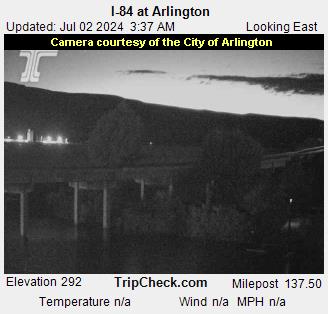 I-84 at Arlington
Updated: Jul 02 2024 3:37 AM Looking East
Camera courtesy of the City of Arlington
Elevation 292 TripCheck.com Milepost 137.50
Temperature n/a Wind n/a MPH n/a